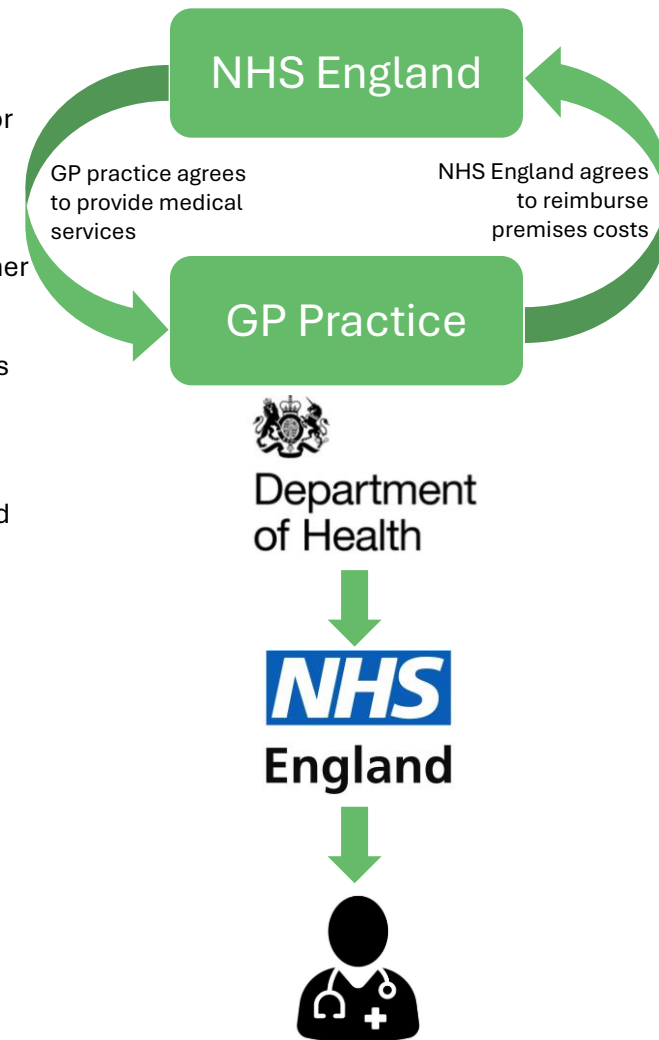 NHS England
or
GP practice agrees
to provide medical
services
NHS England agrees
to reimburse
premises costs
GP Practice
s
d
Department
of Health
NHS
England